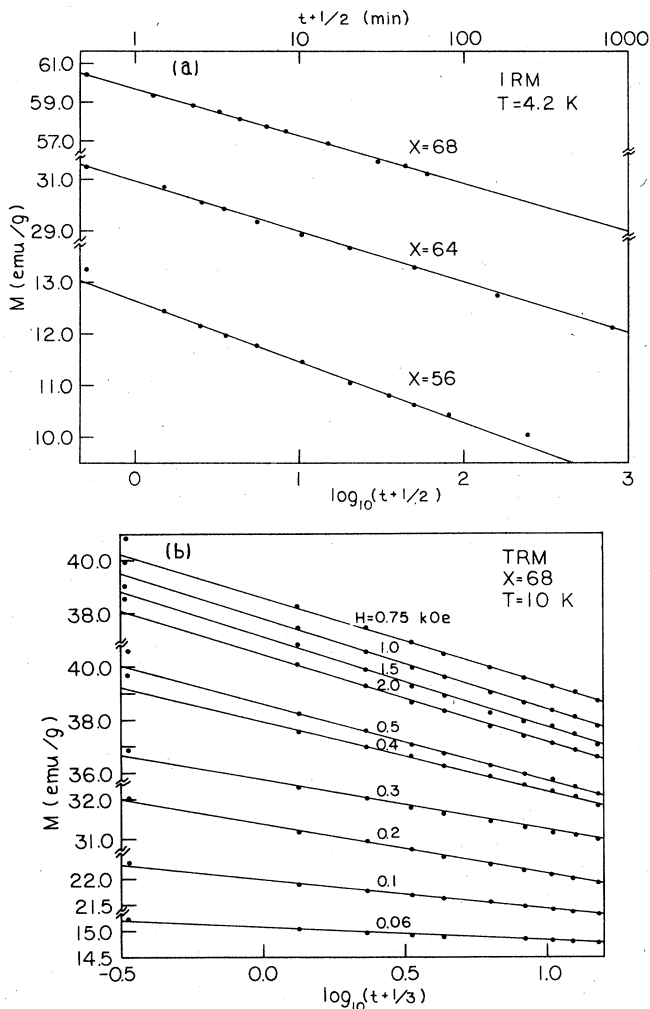 t+1/2 (min)
1 10 100 1000
(a)
IRM
T=4.2 K
61.0
59.0
57.0
X=68
31.0
29.0
X=64
M (emu/g)
13.0
12.0
11.0
10.0
X=56
0 1 2 3
log10(t+1/2)
(b)
TRM
X=68
T=10 K
40.0
38.0
H=0.75 kOe
1.0
1.5
2.0
40.0
38.0
36.0
0.5
0.4
M (emu/g)
0.3
32.0
31.0
0.2
22.0
21.5
0.1
15.0
14.5
0.06
-0.5 0.0 0.5 1.0
log10(t+1/3)